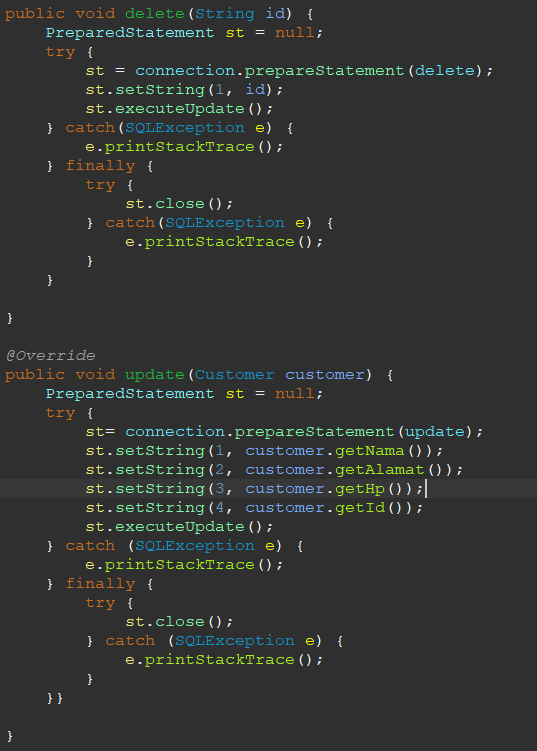 public void delete(String id) {
    PreparedStatement st = null;
    try {
        st = connection.prepareStatement(delete);
        st.setString(1, id);
        st.executeUpdate();
    } catch(SQLException e) {
        e.printStackTrace();
    } finally {
        try {
            st.close();
        } catch(SQLException e) {
            e.printStackTrace();
        }
    }

}

@Override
public void update(Customer customer) {
    PreparedStatement st = null;
    try {
        st= connection.prepareStatement(update);
        st.setString(1, customer.getNama());
        st.setString(2, customer.getAlamat());
        st.setString(3, customer.getHp());
        st.setString(4, customer.getId());
        st.executeUpdate();
    } catch (SQLException e) {
        e.printStackTrace();
    } finally {
        try {
            st.close();
        } catch (SQLException e) {
            e.printStackTrace();
        }
    }}

}